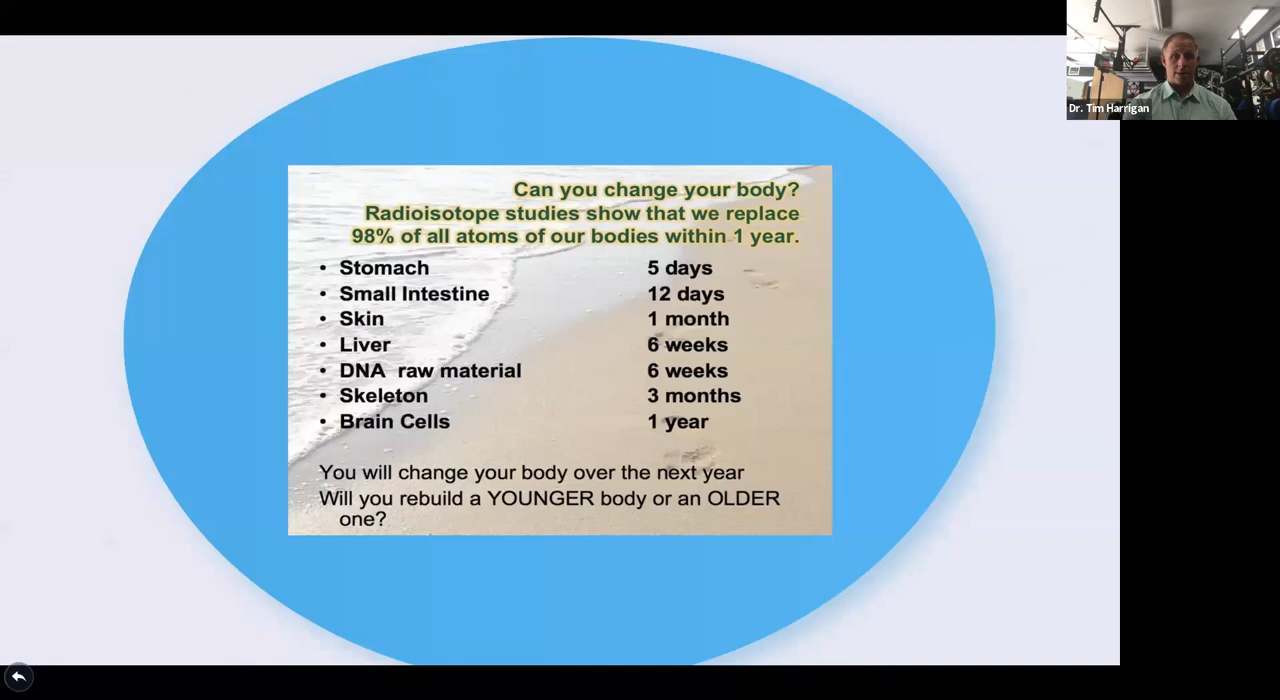 Dr. Tim Harrigan
Can you change your body?
Radioisotope studies show that we replace
98% of all atoms of our bodies within 1 year.
• Stomach 5 days
• Small Intestine 12 days
• Skin 1 month
• Liver 6 weeks
• DNA raw material 6 weeks
• Skeleton 3 months
• Brain Cells 1 year
You will change your body over the next year
Will you rebuild a YOUNGER body or an OLDER
one?